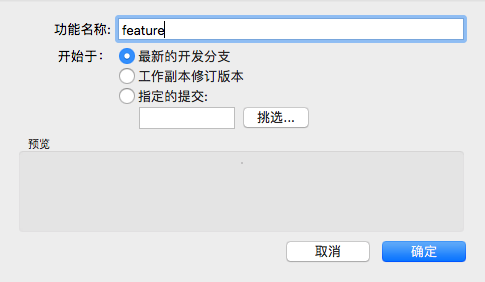 功能名称: feature
开始于： 最新的开发分支
工作副本修订版本
指定的提交:
挑选...
预览
取消 确定